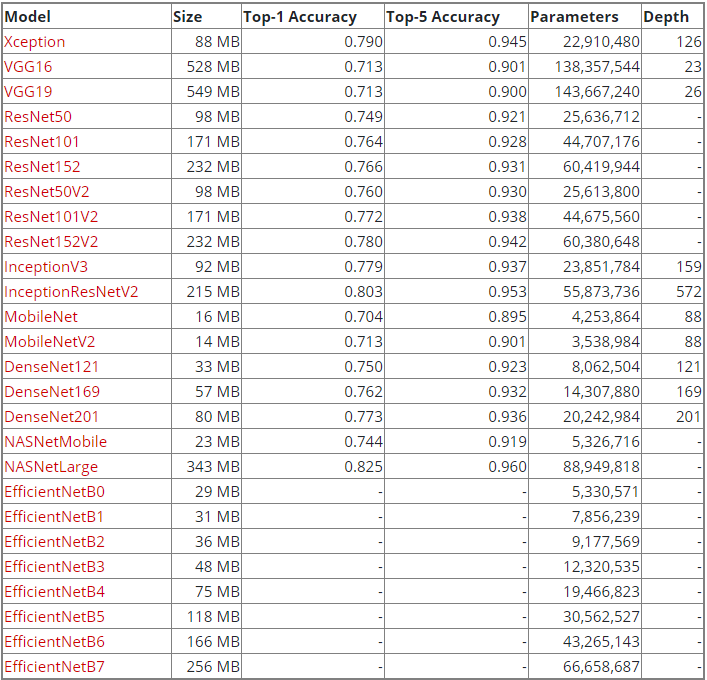 Model Size Top-1 Accuracy Top-5 Accuracy Parameters Depth
Xception 88 MB 0.790 0.945 22,910,480 126
VGG16 528 MB 0.713 0.901 138,357,544 23
VGG19 549 MB 0.713 0.900 143,667,240 26
ResNet50 98 MB 0.749 0.921 25,636,712 -
ResNet101 171 MB 0.764 0.928 44,707,176 -
ResNet152 232 MB 0.766 0.931 60,419,944 -
ResNet50V2 98 MB 0.760 0.930 25,613,800 -
ResNet101V2 171 MB 0.772 0.938 44,675,560 -
ResNet152V2 232 MB 0.780 0.942 60,380,648 -
InceptionV3 92 MB 0.779 0.937 23,851,784 159
InceptionResNetV2 215 MB 0.803 0.953 55,873,736 572
MobileNet 16 MB 0.704 0.895 4,253,864 88
MobileNetV2 14 MB 0.713 0.901 3,538,984 88
DenseNet121 33 MB 0.750 0.923 8,062,504 121
DenseNet169 57 MB 0.762 0.932 14,307,880 169
DenseNet201 80 MB 0.773 0.936 20,242,984 201
NASNetMobile 23 MB 0.744 0.919 5,326,716 -
NASNetLarge 343 MB 0.825 0.960 88,949,818 -
EfficientNetB0 29 MB - - 5,330,571 -
EfficientNetB1 31 MB - - 7,856,239 -
EfficientNetB2 36 MB - - 9,177,569 -
EfficientNetB3 48 MB - - 12,320,535 -
EfficientNetB4 75 MB - - 19,466,823 -
EfficientNetB5 118 MB - - 30,562,527 -
EfficientNetB6 166 MB - - 43,265,143 -
EfficientNetB7 256 MB - - 66,658,687 -